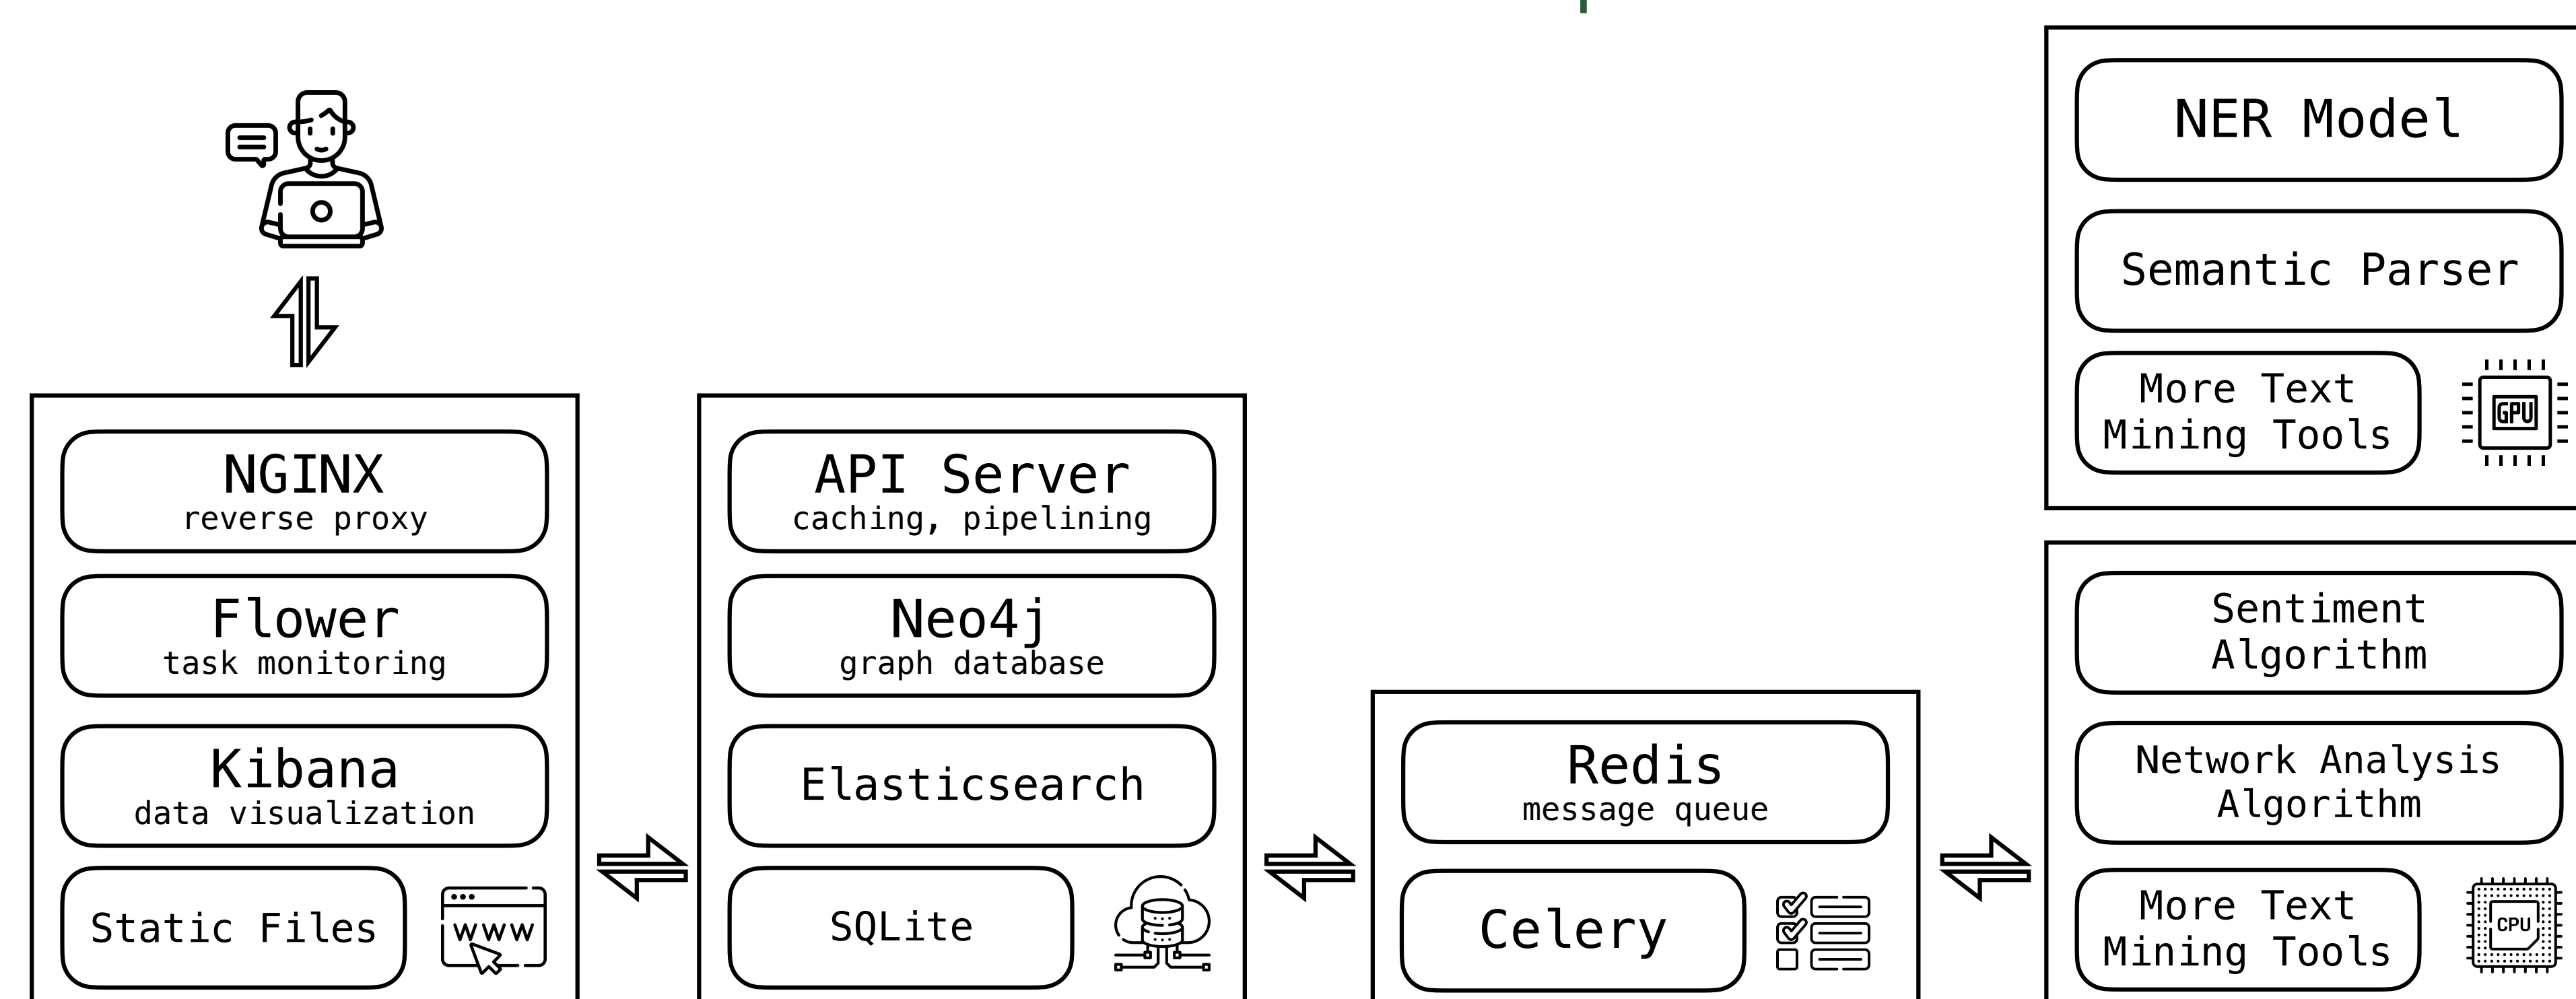 NGINX
reverse proxy
Flower
task monitoring
Kibana
data visualization
Static Files
WWW
API Server
caching, pipelining
Neo4j
graph database
Elasticsearch
SQLite
Redis
message queue
Celery
NER Model
Semantic Parser
More Text
Mining Tools
GPU
Sentiment
Algorithm
Network Analysis
Algorithm
More Text
Mining Tools
CPU